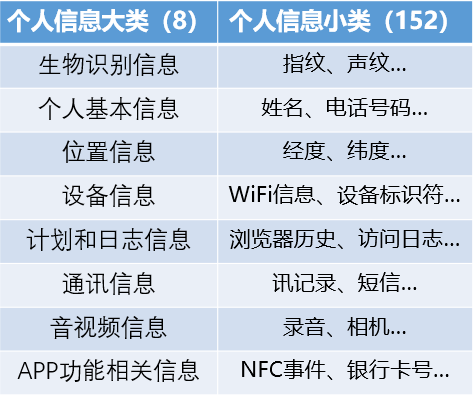 个人信息大类（8） 个人信息小类（152）
生物识别信息 指纹、声纹...
个人基本信息 姓名、电话号码...
位置信息 经度、纬度...
设备信息 WiFi信息、设备标识符...
计划和日志信息 浏览器历史、访问日志...
通讯信息 讯记录、短信...
音视频信息 录音、相机...
APP功能相关信息 NFC事件、银行卡号...